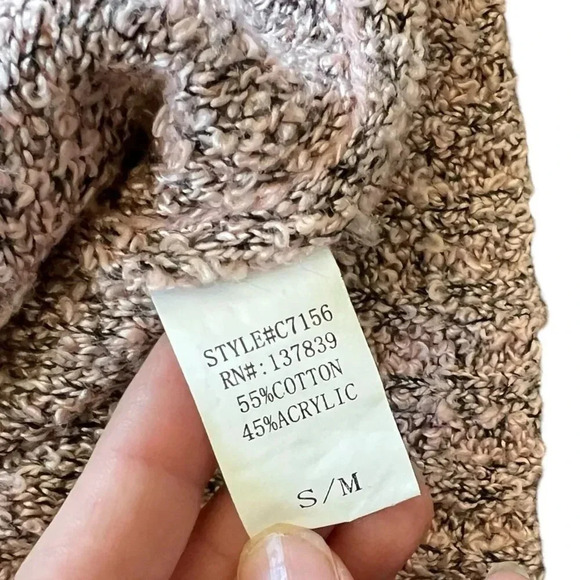 STYLE#C7156
RN#: 137839
55%COTTON
45%ACRYLIC
S/M